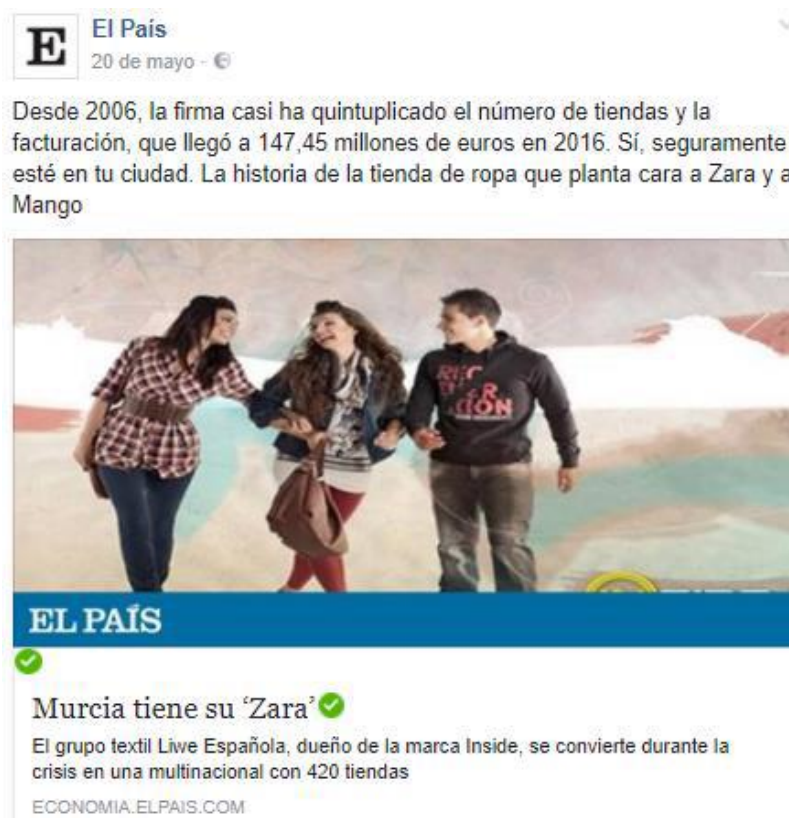 E
El País
20 de mayo ·
Desde 2006, la firma casi ha quintuplicado el número de tiendas y la
facturación, que llegó a 147,45 millones de euros en 2016. Sí, seguramente
esté en tu ciudad. La historia de la tienda de ropa que planta cara a Zara y a
Mango
EL PAÍS
Murcia tiene su ‘Zara’
El grupo textil Liwe Española, dueño de la marca Inside, se convierte durante la
crisis en una multinacional con 420 tiendas
ECONOMIA.ELPAIS.COM